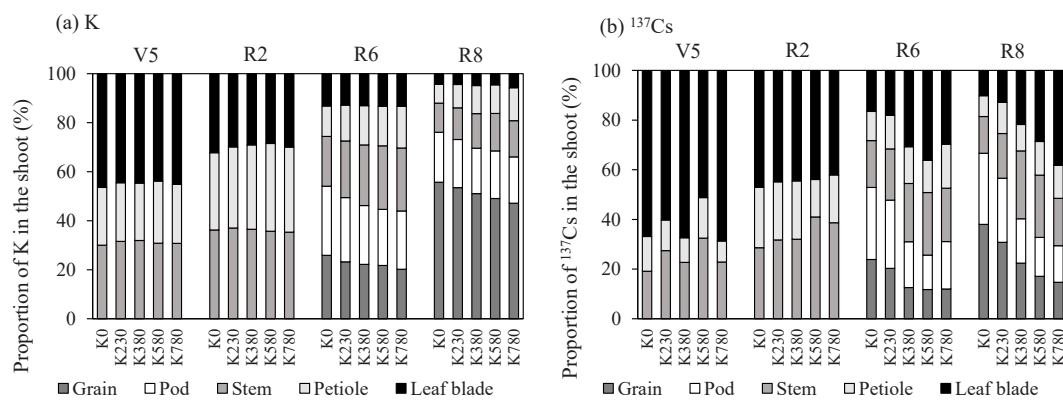 (a) K
V5 R2 R6 R8
Proportion of K in the shoot (%)
100
80
60
40
20
0
K0 K230 K380 K580 K780 K0 K230 K380 K580 K780 K0 K230 K380 K580 K780 K0 K230 K380 K580 K780
Grain Pod Stem Petiole Leaf blade
(b) ¹³⁷Cs
V5 R2 R6 R8
Proportion of ¹³⁷Cs in the shoot (%)
100
80
60
40
20
0
K0 K230 K380 K580 K780 K0 K230 K380 K580 K780 K0 K230 K380 K580 K780 K0 K230 K380 K580 K780
Grain Pod Stem Petiole Leaf blade